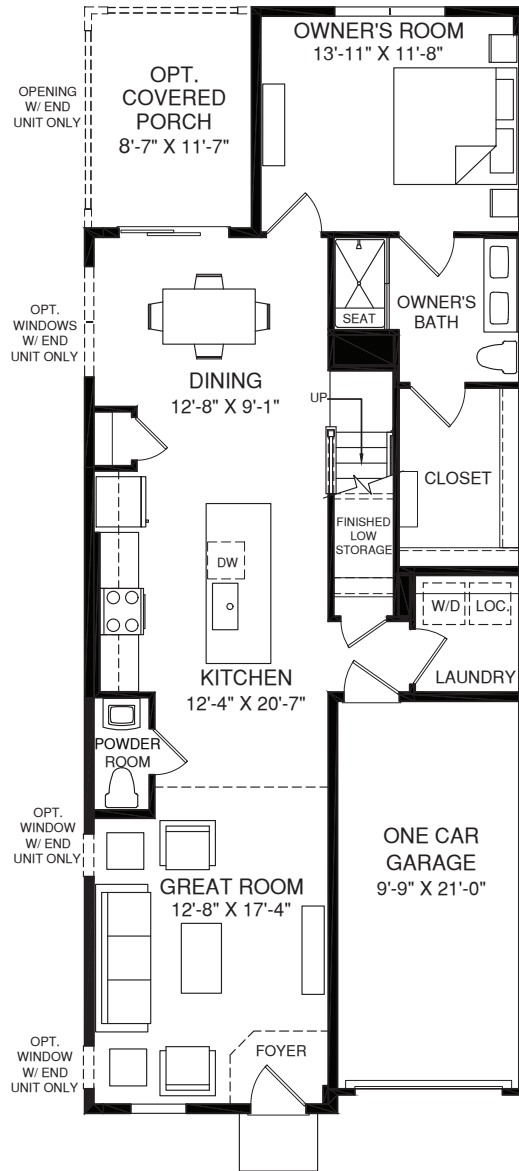 OWNER'S ROOM
13'-11" X 11'-8"
OPT.
COVERED
PORCH
8'-7" X 11'-7"
OPENING
W/ END
UNIT ONLY
OPT.
WINDOWS
W/ END
UNIT ONLY
SEAT
OWNER'S
BATH
DINING
12'-8" X 9'-1"
UP
CLOSET
FINISHED
LOW
STORAGE
DW
W/D
LOC.
LAUNDRY
KITCHEN
12'-4" X 20'-7"
POWDER
ROOM
OPT.
WINDOW
W/ END
UNIT ONLY
ONE CAR
GARAGE
9'-9" X 21'-0"
GREAT ROOM
12'-8" X 17'-4"
OPT.
WINDOW
W/ END
UNIT ONLY
FOYER